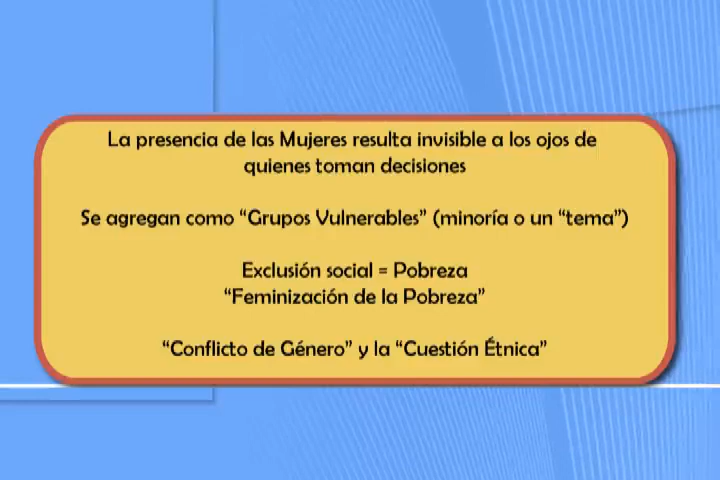 La presencia de las Mujeres resulta invisible a los ojos de
quienes toman decisiones
Se agregan como “Grupos Vulnerables” (minoría o un “tema”)
Exclusión social = Pobreza
“Feminización de la Pobreza”
“Conflicto de Género” y la “Cuestión Étnica”